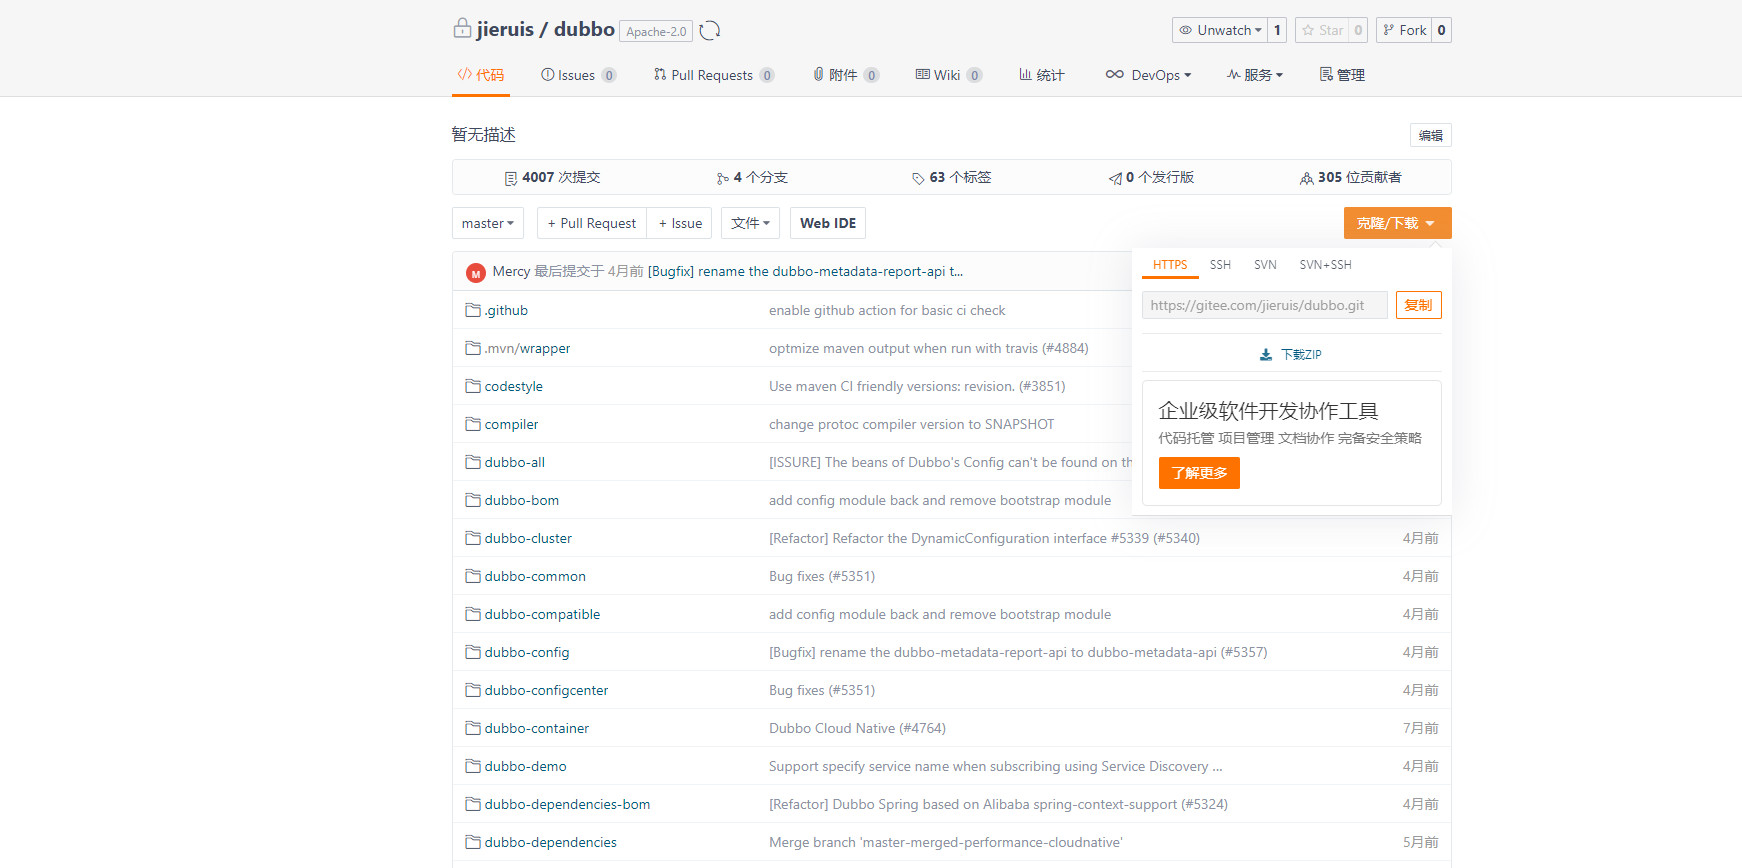 jieruis / dubbo Apache-2.0 Unwatch 1 Star 0 Fork 0
代码 Issues 0 Pull Requests 0 附件 0 Wiki 0 统计 DevOps 服务 管理
暂无描述 编辑
4007 次提交 4 个分支 63 个标签 0 个发行版 305 位贡献者
master + Pull Request + Issue 文件 Web IDE 克隆/下载
HTTPS SSH SVN SVN+SSH
https://gitee.com/jieruis/dubbo.git 复制
下载ZIP
企业级软件开发协作工具
代码托管 项目管理 文档协作 完备安全策略
了解更多
M Mercy 最后提交于 4月前 [Bugfix] rename the dubbo-metadata-report-api t...
.github enable github action for basic ci check
.mvn/wrapper optmize maven output when run with travis (#4884)
codestyle Use maven CI friendly versions: revision. (#3851)
compiler change protoc compiler version to SNAPSHOT
dubbo-all [ISSURE] The beans of Dubbo's Config can't be found on th
dubbo-bom add config module back and remove bootstrap module
dubbo-cluster [Refactor] Refactor the DynamicConfiguration interface #5339 (#5340) 4月前
dubbo-common Bug fixes (#5351) 4月前
dubbo-compatible add config module back and remove bootstrap module 4月前
dubbo-config [Bugfix] rename the dubbo-metadata-report-api to dubbo-metadata-api (#5357) 4月前
dubbo-configcenter Bug fixes (#5351) 4月前
dubbo-container Dubbo Cloud Native (#4764) 7月前
dubbo-demo Support specify service name when subscribing using Service Discovery ... 4月前
dubbo-dependencies-bom [Refactor] Dubbo Spring based on Alibaba spring-context-support (#5324) 4月前
dubbo-dependencies Merge branch 'master-merged-performance-cloudnative' 5月前